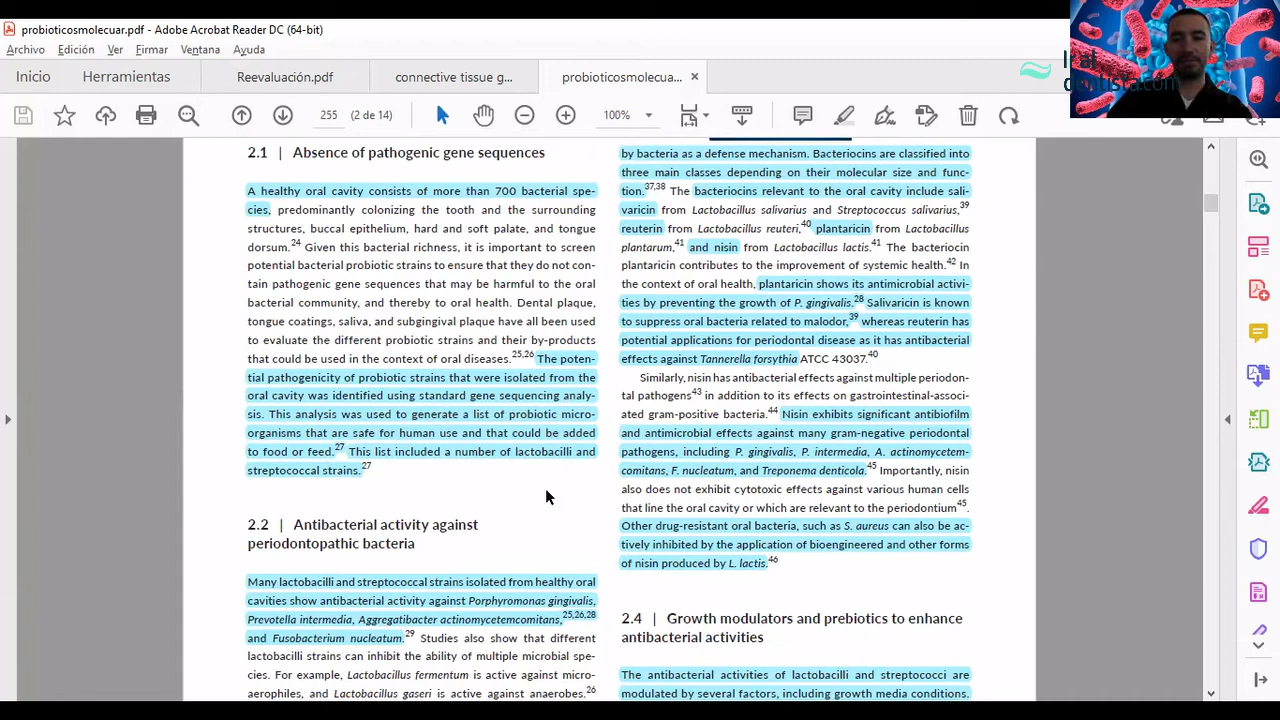 probioticosmolecuar.pdf - Adobe Acrobat Reader DC (64-bit)
Archivo Edición Ver Firmar Ventana Ayuda
Inicio Herramientas Reevaluación.pdf connective tissue g... probioticosmolecua... ×
255 (2 de 14) 100%
dentista.com
2.1 | Absence of pathogenic gene sequences
A healthy oral cavity consists of more than 700 bacterial spe-
cies, predominantly colonizing the tooth and the surrounding
structures, buccal epithelium, hard and soft palate, and tongue
dorsum.24 Given this bacterial richness, it is important to screen
potential bacterial probiotic strains to ensure that they do not con-
tain pathogenic gene sequences that may be harmful to the oral
bacterial community, and thereby to oral health. Dental plaque,
tongue coatings, saliva, and subgingival plaque have all been used
to evaluate the different probiotic strains and their by-products
that could be used in the context of oral diseases.25,26 The poten-
tial pathogenicity of probiotic strains that were isolated from the
oral cavity was identified using standard gene sequencing analy-
sis. This analysis was used to generate a list of probiotic micro-
organisms that are safe for human use and that could be added
to food or feed.27 This list included a number of lactobacilli and
streptococcal strains.27
2.2 | Antibacterial activity against
periodontopathic bacteria
Many lactobacilli and streptococcal strains isolated from healthy oral
cavities show antibacterial activity against Porphyromonas gingivalis,
Prevotella intermedia, Aggregatibacter actinomycetemcomitans,25,26,28
and Fusobacterium nucleatum.29 Studies also show that different
lactobacilli strains can inhibit the ability of multiple microbial spe-
cies. For example, Lactobacillus fermentum is active against micro-
aerophiles, and Lactobacillus gaseri is active against anaerobes.26
by bacteria as a defense mechanism. Bacteriocins are classified into
three main classes depending on their molecular size and func-
tion.37,38 The bacteriocins relevant to the oral cavity include sali-
varicin from Lactobacillus salivarius and Streptococcus salivarius,39
reuterin from Lactobacillus reuteri,40 plantaricin from Lactobacillus
plantarum,41 and nisin from Lactobacillus lactis.41 The bacteriocin
plantaricin contributes to the improvement of systemic health.42 In
the context of oral health, plantaricin shows its antimicrobial activi-
ties by preventing the growth of P. gingivalis.28 Salivaricin is known
to suppress oral bacteria related to malodor,39 whereas reuterin has
potential applications for periodontal disease as it has antibacterial
effects against Tannerella forsythia ATCC 43037.40
Similarly, nisin has antibacterial effects against multiple periodon-
tal pathogens43 in addition to its effects on gastrointestinal-associ-
ated gram-positive bacteria.44 Nisin exhibits significant antibiofilm
and antimicrobial effects against many gram-negative periodontal
pathogens, including P. gingivalis, P. intermedia, A. actinomycetem-
comitans, F. nucleatum, and Treponema denticola.45 Importantly, nisin
also does not exhibit cytotoxic effects against various human cells
that line the oral cavity or which are relevant to the periodontium45.
Other drug-resistant oral bacteria, such as S. aureus can also be ac-
tively inhibited by the application of bioengineered and other forms
of nisin produced by L. lactis.46
2.4 | Growth modulators and prebiotics to enhance
antibacterial activities
The antibacterial activities of lactobacilli and streptococci are
modulated by several factors, including growth media conditions.